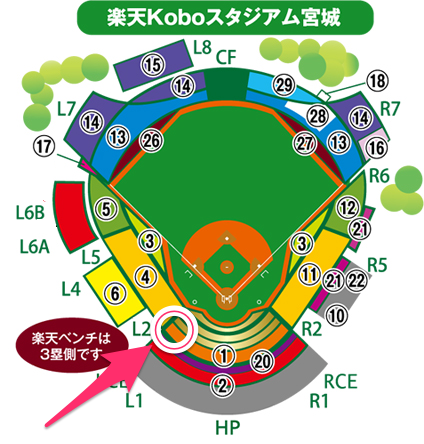 楽天Koboスタジアム宮城
L8
CF
⑮
⑭
㉙
⑱
L7
⑭
⑬
㉖
㉗
㉘
⑬
⑭
R7
⑯
⑰
R6
L6B
L6A
⑤
③
③
⑫
㉑
L5
④
⑪
㉑
㉒
R5
L4
⑥
⑩
L2
R2
楽天ベンチは
3塁側です
①
⑳
②
RCE
L1
R1
HP